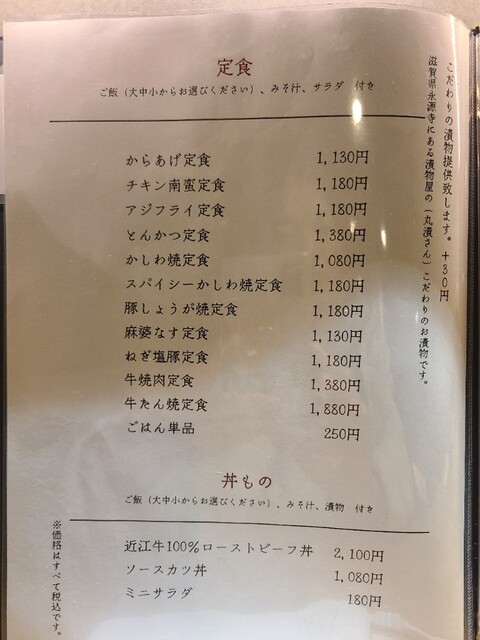 こだわりの漬物提供致します。 +30円
滋賀県永源寺にある漬物屋の(丸漬さん)こだわりのお漬物です。
定食
ご飯(大中小からお選びください)、みそ汁、サラダ 付き
からあげ定食 1,130円
チキン南蛮定食 1,180円
アジフライ定食 1,180円
とんかつ定食 1,380円
かしわ焼定食 1,080円
スパイシーかしわ焼定食 1,180円
豚しょうが焼定食 1,180円
麻婆なす定食 1,130円
ねぎ塩豚定食 1,180円
牛焼肉定食 1,380円
牛たん焼定食 1,880円
ごはん単品 250円
丼もの
ご飯(大中小からお選びください)、みそ汁、漬物 付き
近江牛100%ローストビーフ丼 2,100円
ソースカツ丼 1,080円
ミニサラダ 180円
※価格はすべて税込です。